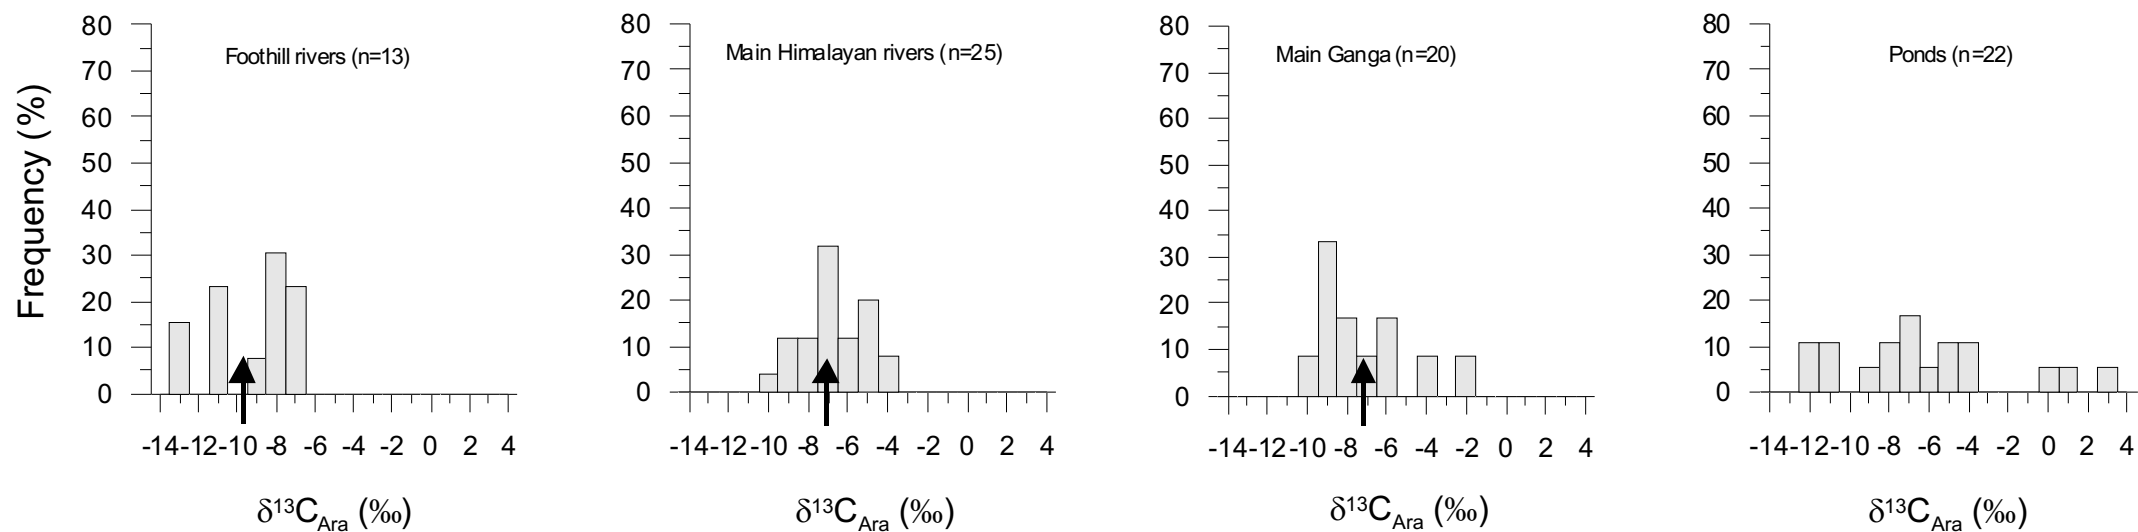 Frequency (%)
Foothill rivers (n=13)
80
70
60
50
40
30
20
10
0
-14 -12 -10 -8 -6 -4 -2 0 2 4
δ¹³C_Ara (‰)
Main Himalayan rivers (n=25)
80
70
60
50
40
30
20
10
0
-14 -12 -10 -8 -6 -4 -2 0 2 4
δ¹³C_Ara (‰)
Main Ganga (n=20)
80
70
60
50
40
30
20
10
0
-14 -12 -10 -8 -6 -4 -2 0 2 4
δ¹³C_Ara (‰)
Ponds (n=22)
80
70
60
50
40
30
20
10
0
-14 -12 -10 -8 -6 -4 -2 0 2 4
δ¹³C_Ara (‰)